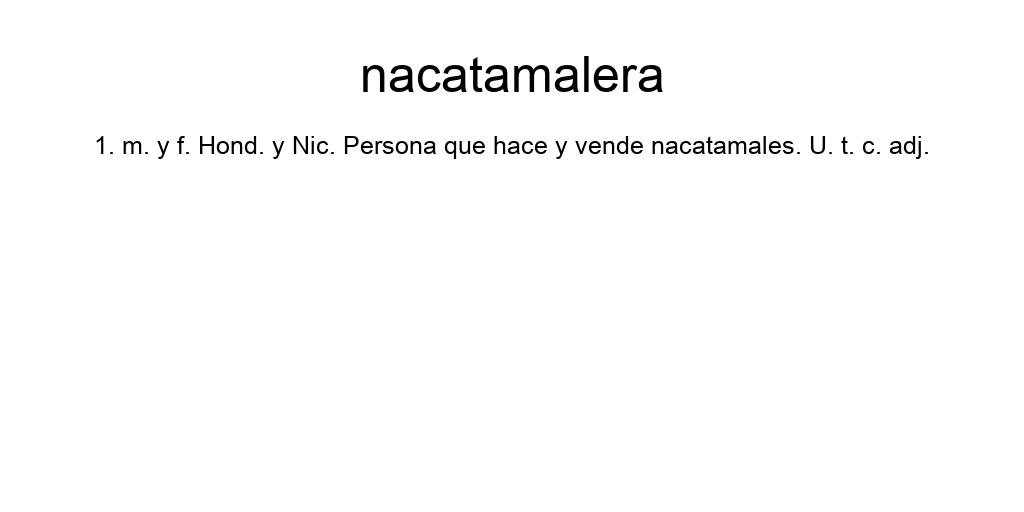 nacatamalera
1. m. y f. Hond. y Nic. Persona que hace y vende nacatamales. U. t. c. adj.